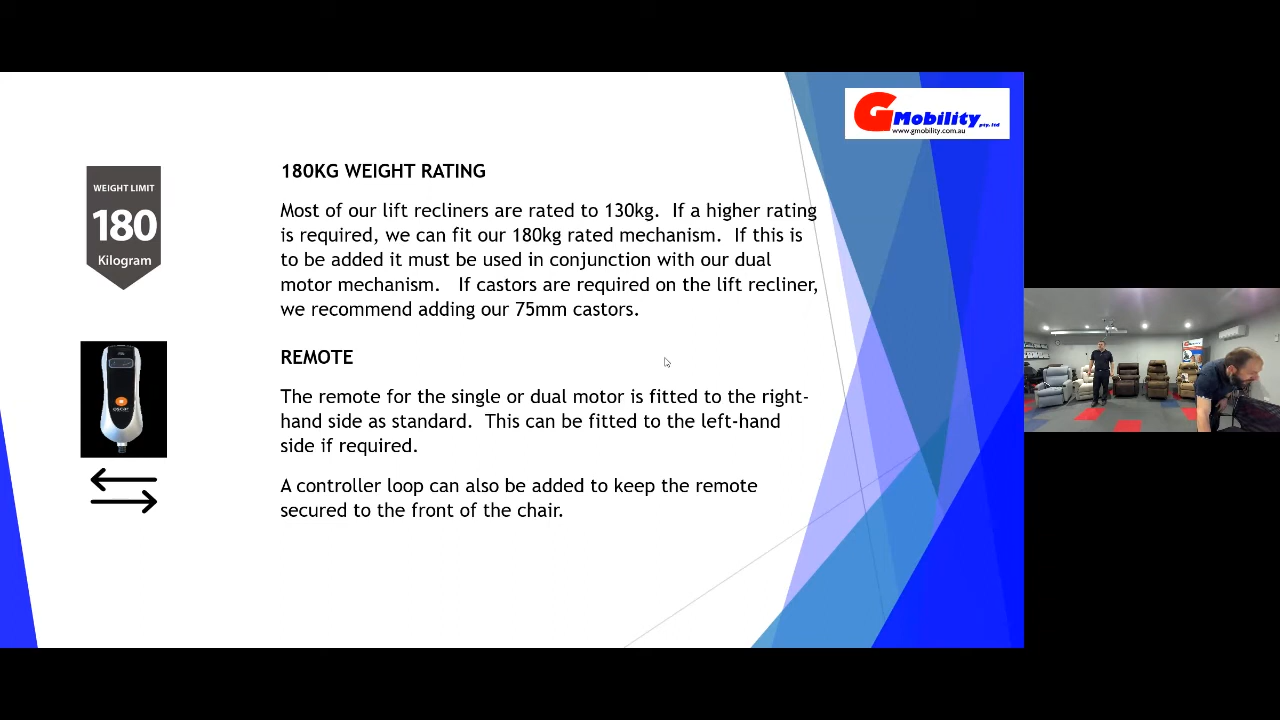 G Mobility pty. ltd
www.gmobility.com.au
WEIGHT LIMIT
180
Kilogram
180KG WEIGHT RATING
Most of our lift recliners are rated to 130kg.  If a higher rating
is required, we can fit our 180kg rated mechanism.  If this is
to be added it must be used in conjunction with our dual
motor mechanism.   If castors are required on the lift recliner,
we recommend adding our 75mm castors.
REMOTE
The remote for the single or dual motor is fitted to the right-
hand side as standard.  This can be fitted to the left-hand
side if required.
A controller loop can also be added to keep the remote
secured to the front of the chair.
oscar